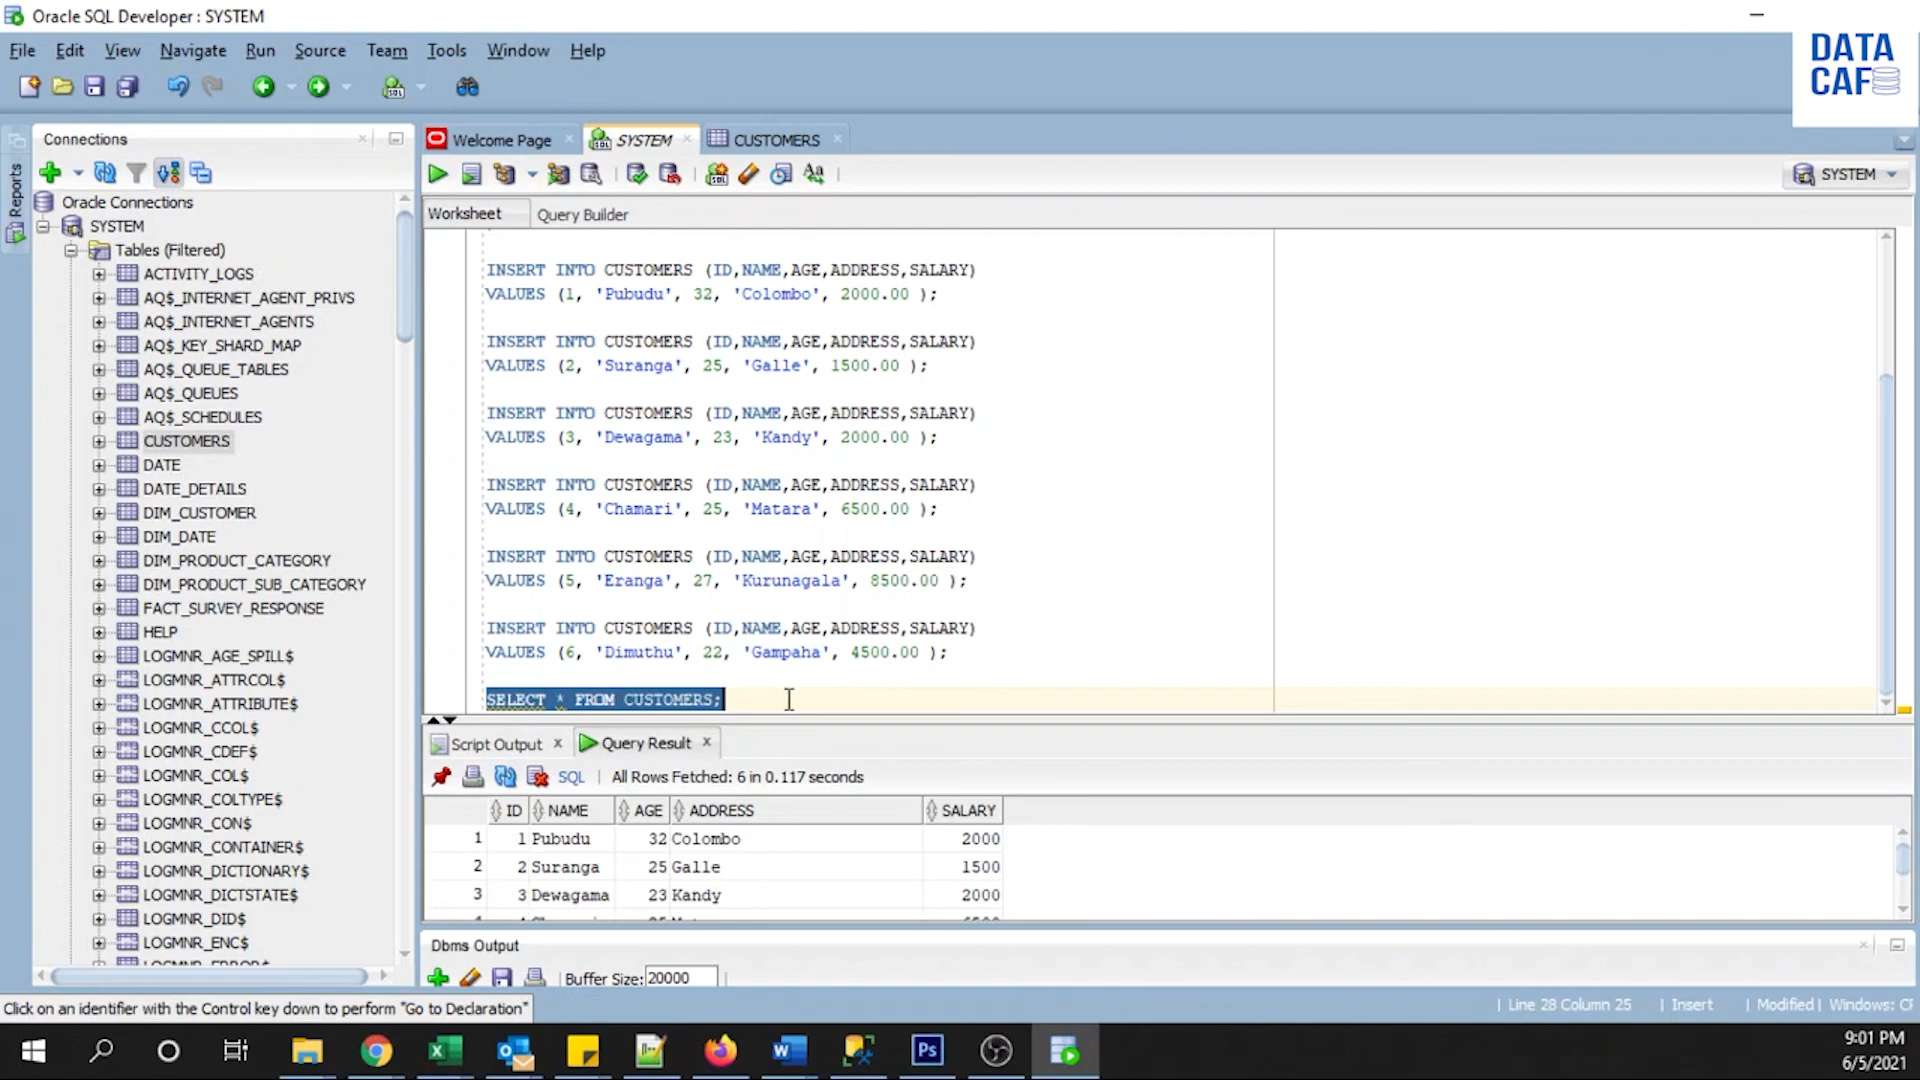 Oracle SQL Developer : SYSTEM
DATA
CAF
File Edit View Navigate Run Source Team Tools Window Help
Reports
Connections
Oracle Connections
SYSTEM
Tables (Filtered)
ACTIVITY_LOGS
AQ$_INTERNET_AGENT_PRIVS
AQ$_INTERNET_AGENTS
AQ$_KEY_SHARD_MAP
AQ$_QUEUE_TABLES
AQ$_QUEUES
AQ$_SCHEDULES
CUSTOMERS
DATE
DATE_DETAILS
DIM_CUSTOMER
DIM_DATE
DIM_PRODUCT_CATEGORY
DIM_PRODUCT_SUB_CATEGORY
FACT_SURVEY_RESPONSE
HELP
LOGMNR_AGE_SPILL$
LOGMNR_ATTRCOL$
LOGMNR_ATTRIBUTE$
LOGMNR_CCOL$
LOGMNR_CDEF$
LOGMNR_COL$
LOGMNR_COLTYPE$
LOGMNR_CON$
LOGMNR_CONTAINER$
LOGMNR_DICTIONARY$
LOGMNR_DICTSTATE$
LOGMNR_DID$
LOGMNR_ENC$
LOGMNR_ERROR$
Welcome Page SYSTEM CUSTOMERS
SYSTEM
Worksheet Query Builder
INSERT INTO CUSTOMERS (ID,NAME,AGE,ADDRESS,SALARY)
VALUES (1, 'Pubudu', 32, 'Colombo', 2000.00 );
INSERT INTO CUSTOMERS (ID,NAME,AGE,ADDRESS,SALARY)
VALUES (2, 'Suranga', 25, 'Galle', 1500.00 );
INSERT INTO CUSTOMERS (ID,NAME,AGE,ADDRESS,SALARY)
VALUES (3, 'Dewagama', 23, 'Kandy', 2000.00 );
INSERT INTO CUSTOMERS (ID,NAME,AGE,ADDRESS,SALARY)
VALUES (4, 'Chamari', 25, 'Matara', 6500.00 );
INSERT INTO CUSTOMERS (ID,NAME,AGE,ADDRESS,SALARY)
VALUES (5, 'Eranga', 27, 'Kurunagala', 8500.00 );
INSERT INTO CUSTOMERS (ID,NAME,AGE,ADDRESS,SALARY)
VALUES (6, 'Dimuthu', 22, 'Gampaha', 4500.00 );
SELECT * FROM CUSTOMERS;
Script Output Query Result
SQL | All Rows Fetched: 6 in 0.117 seconds
ID NAME AGE ADDRESS SALARY
1 1 Pubudu 32 Colombo 2000
2 2 Suranga 25 Galle 1500
3 3 Dewagama 23 Kandy 2000
Dbms Output
Buffer Size: 20000
Click on an identifier with the Control key down to perform "Go to Declaration"
| Line 28 Column 25 | Insert | Modified | Windows:
9:01 PM
6/5/2021